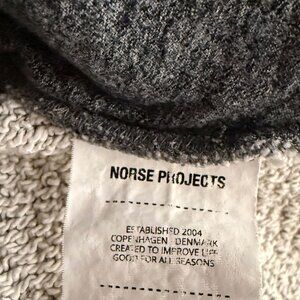 NORSE PROJECTS
ESTABLISHED 2004
COPENHAGEN DENMARK
CREATED TO IMPROVE LIFE
GOOD FOR ALL SEASONS